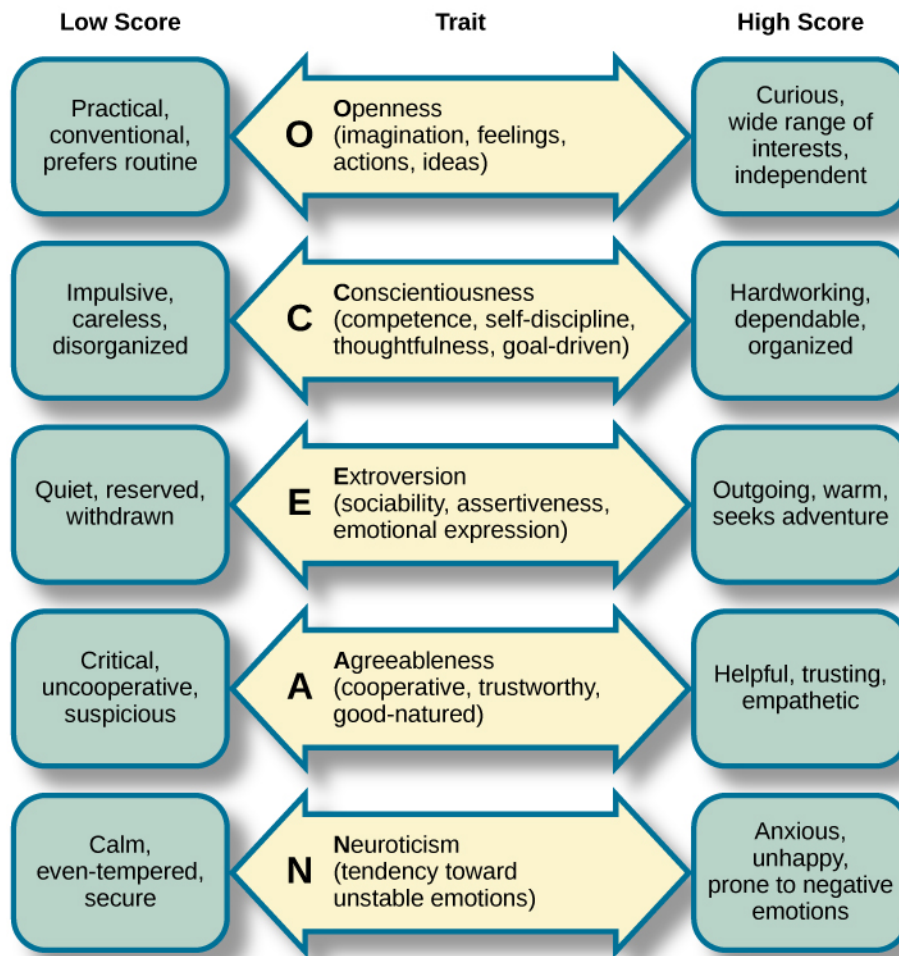 Low Score
Trait
High Score
Practical,
conventional,
prefers routine
O
Openness
(imagination, feelings,
actions, ideas)
Curious,
wide range of
interests,
independent
Impulsive,
careless,
disorganized
C
Conscientiousness
(competence, self-discipline,
thoughtfulness, goal-driven)
Hardworking,
dependable,
organized
Quiet, reserved,
withdrawn
E
Extroversion
(sociability, assertiveness,
emotional expression)
Outgoing, warm,
seeks adventure
Critical,
uncooperative,
suspicious
A
Agreeableness
(cooperative, trustworthy,
good-natured)
Helpful, trusting,
empathetic
Calm,
even-tempered,
secure
N
Neuroticism
(tendency toward
unstable emotions)
Anxious,
unhappy,
prone to negative
emotions